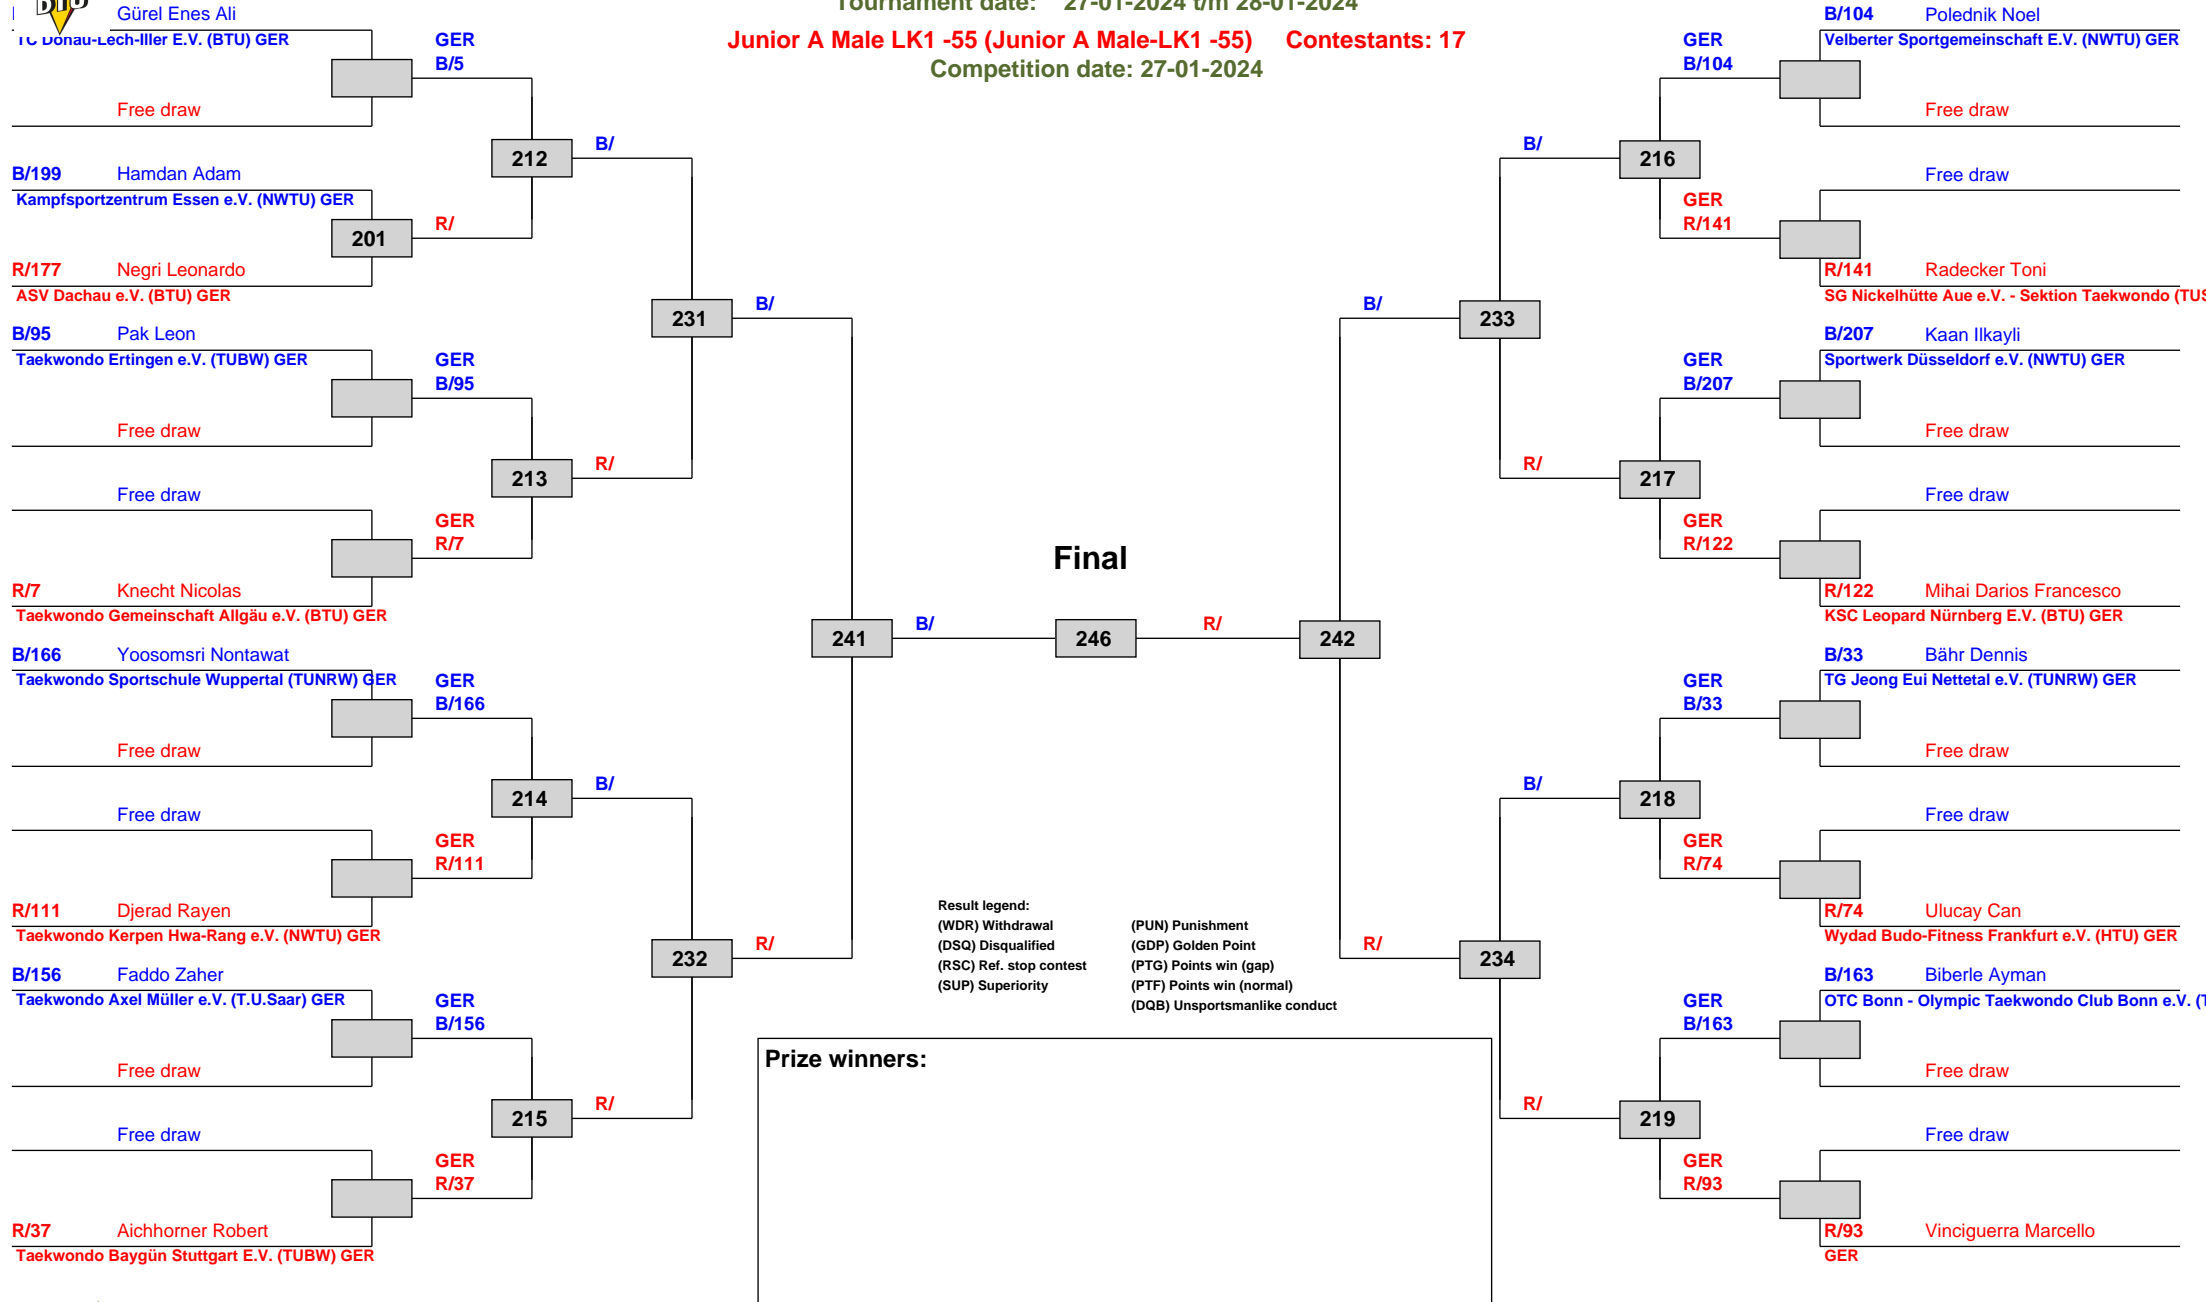 DTU
Gürel Enes Ali
TC Donau-Lech-Iller E.V. (BTU) GER
Free draw
GER
B/5
B/199 Hamdan Adam
Kampfsportzentrum Essen e.V. (NWTU) GER
201
R/
R/177 Negri Leonardo
ASV Dachau e.V. (BTU) GER
212
B/
B/95 Pak Leon
Taekwondo Ertingen e.V. (TUBW) GER
GER
B/95
Free draw
213
R/
Free draw
GER
R/7
R/7 Knecht Nicolas
Taekwondo Gemeinschaft Allgäu e.V. (BTU) GER
231
B/
B/166 Yoosomsri Nontawat
Taekwondo Sportschule Wuppertal (TUNRW) GER
GER
B/166
Free draw
214
B/
Free draw
GER
R/111
R/111 Djerad Rayen
Taekwondo Kerpen Hwa-Rang e.V. (NWTU) GER
232
R/
B/156 Faddo Zaher
Taekwondo Axel Müller e.V. (T.U.Saar) GER
GER
B/156
Free draw
215
R/
Free draw
GER
R/37
R/37 Aichhorner Robert
Taekwondo Baygün Stuttgart E.V. (TUBW) GER
Tournament date: 27-01-2024 t/m 28-01-2024
Junior A Male LK1 -55 (Junior A Male-LK1 -55) Contestants: 17
Competition date: 27-01-2024
Final
241
B/
246
R/
242
Result legend:
(WDR) Withdrawal (PUN) Punishment
(DSQ) Disqualified (GDP) Golden Point
(RSC) Ref. stop contest (PTG) Points win (gap)
(SUP) Superiority (PTF) Points win (normal)
(DQB) Unsportsmanlike conduct
Prize winners:
B/104 Polednik Noel
Velberter Sportgemeinschaft E.V. (NWTU) GER
GER
B/104
Free draw
B/
216
Free draw
GER
R/141
R/141 Radecker Toni
SG Nickelhütte Aue e.V. - Sektion Taekwondo (TUS
B/
233
B/207 Kaan Ilkayli
Sportwerk Düsseldorf e.V. (NWTU) GER
GER
B/207
Free draw
R/
217
Free draw
GER
R/122
R/122 Mihai Darios Francesco
KSC Leopard Nürnberg E.V. (BTU) GER
B/33 Bähr Dennis
TG Jeong Eui Nettetal e.V. (TUNRW) GER
GER
B/33
Free draw
B/
218
Free draw
GER
R/74
R/74 Ulucay Can
Wydad Budo-Fitness Frankfurt e.V. (HTU) GER
R/
234
B/163 Biberle Ayman
OTC Bonn - Olympic Taekwondo Club Bonn e.V. (T
GER
B/163
Free draw
R/
219
Free draw
GER
R/93
R/93 Vinciguerra Marcello
GER